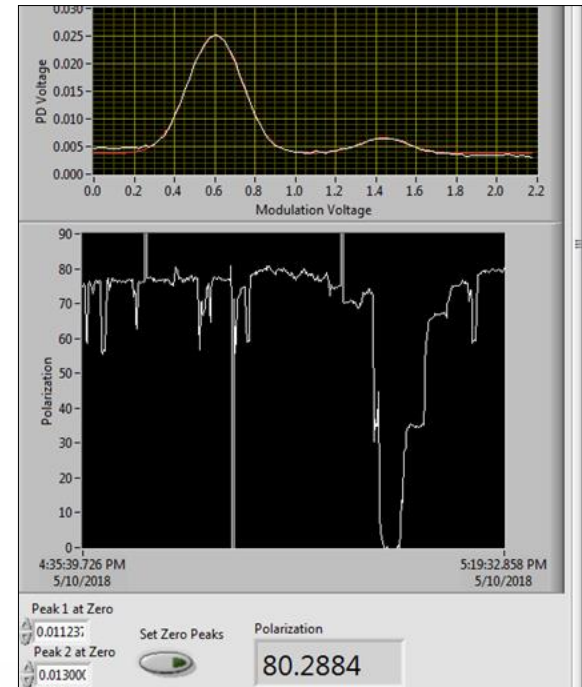 0.030
0.025
0.020
0.015
0.010
0.005
0.000
PD Voltage
0.0 0.2 0.4 0.6 0.8 1.0 1.2 1.4 1.6 1.8 2.0 2.2
Modulation Voltage
90
80
70
60
50
40
30
20
10
0
Polarization
4:35:39.726 PM 5:19:32.858 PM
5/10/2018 5/10/2018
Peak 1 at Zero
0.01123
Set Zero Peaks Polarization
Peak 2 at Zero
0.01300 80.2884